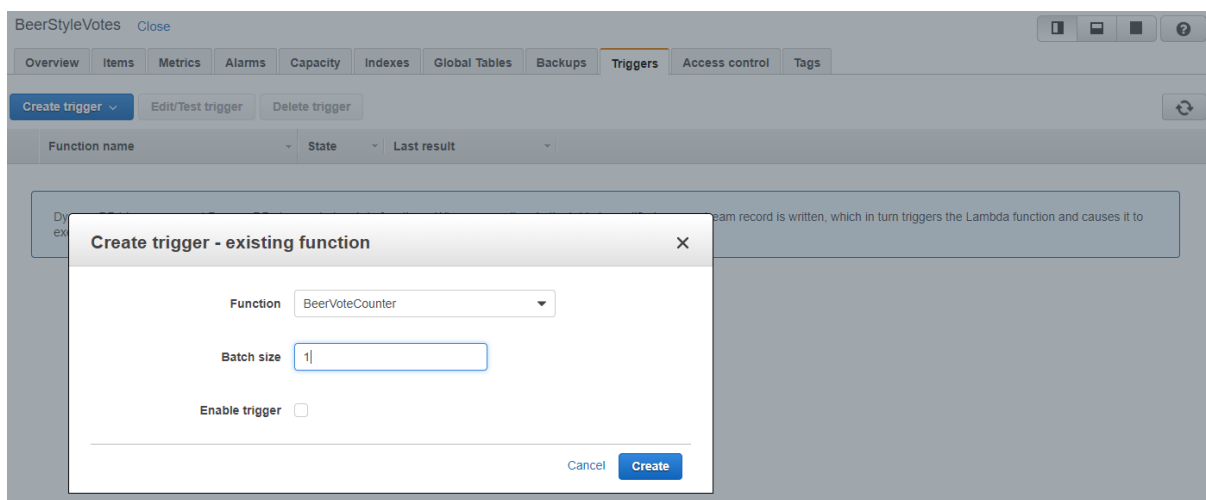 BeerStyleVotes Close
Overview Items Metrics Alarms Capacity Indexes Global Tables Backups Triggers Access control Tags
Create trigger Edit/Test trigger Delete trigger
Function name State Last result
eam record is written, which in turn triggers the Lambda function and causes it to
Create trigger - existing function
Function BeerVoteCounter
Batch size 1
Enable trigger
Cancel Create